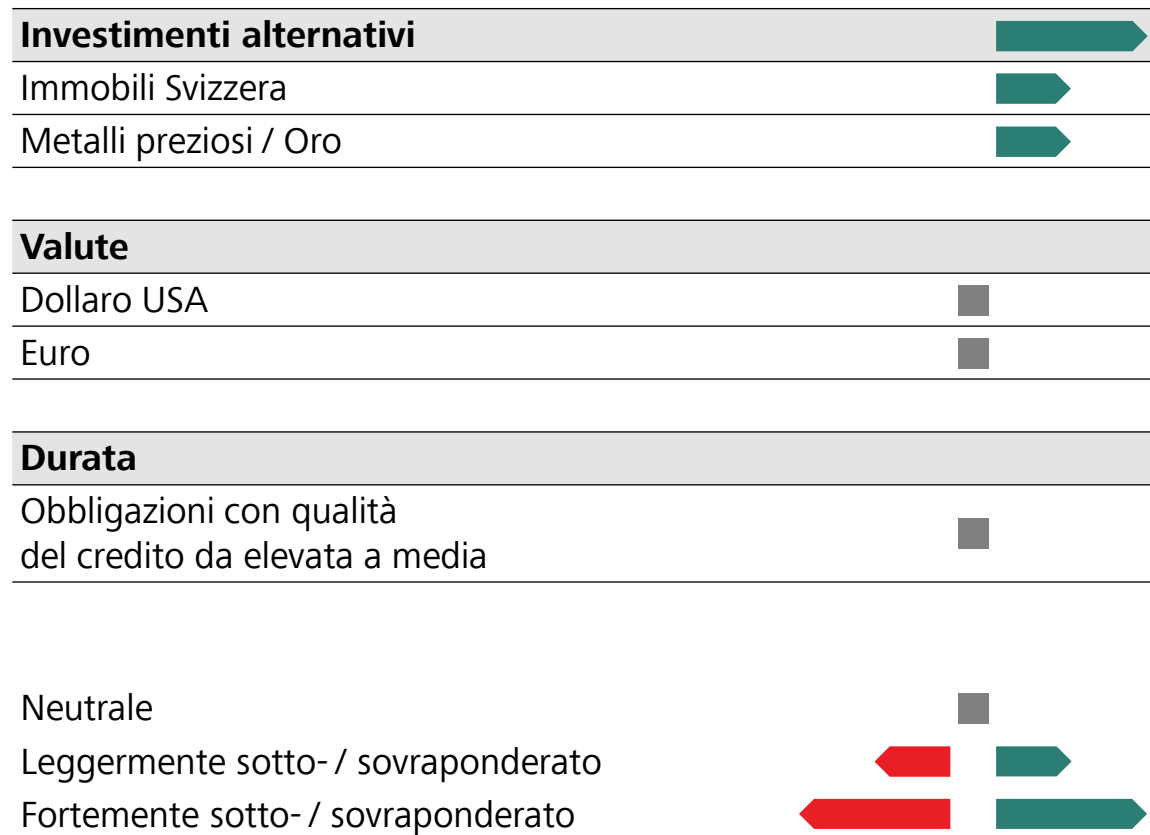 Investimenti alternativi
Immobili Svizzera
Metalli preziosi / Oro
Valute
Dollaro USA
Euro
Durata
Obbligazioni con qualità
del credito da elevata a media
Neutrale
Leggermente sotto- / sovraponderato
Fortemente sotto- / sovraponderato